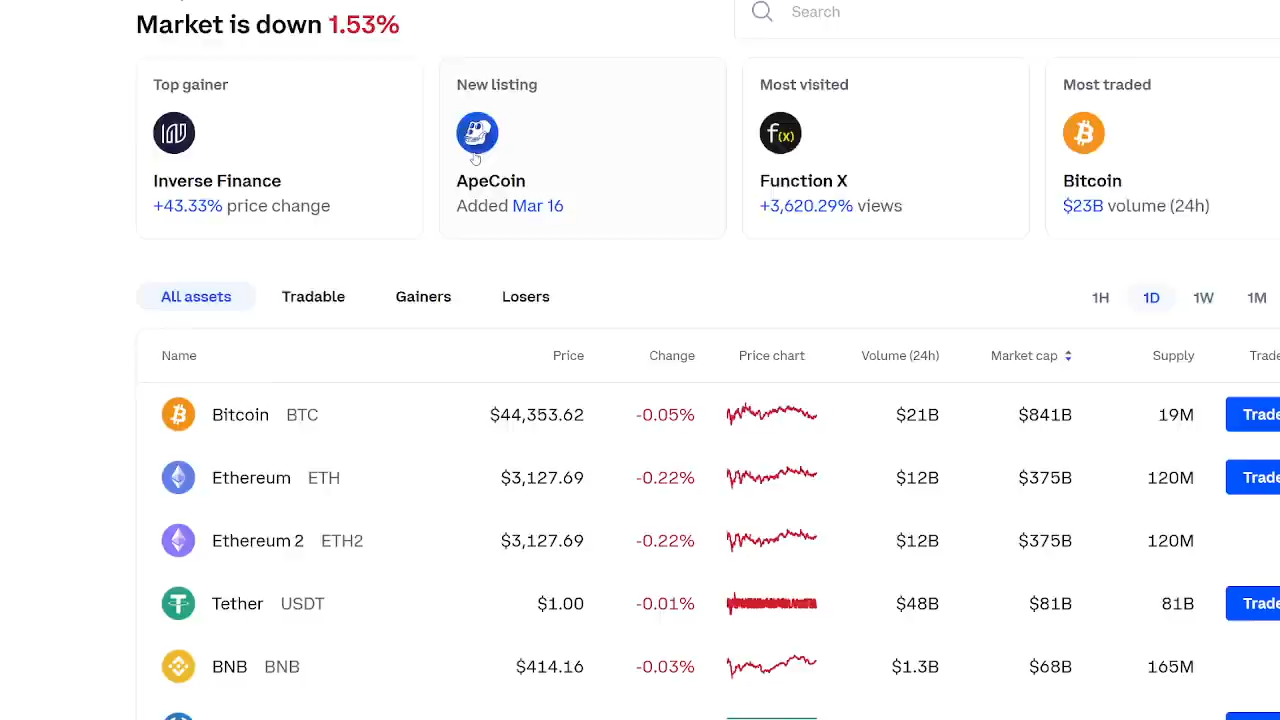 Market is down 1.53%
Search
Top gainer
Inverse Finance
+43.33% price change
New listing
ApeCoin
Added Mar 16
Most visited
f(x)
Function X
+3,620.29% views
Most traded
Bitcoin
$23B volume (24h)
All assets Tradable Gainers Losers 1H 1D 1W 1M
Name Price Change Price chart Volume (24h) Market cap Supply Trade
Bitcoin BTC $44,353.62 -0.05% $21B $841B 19M Trade
Ethereum ETH $3,127.69 -0.22% $12B $375B 120M Trade
Ethereum 2 ETH2 $3,127.69 -0.22% $12B $375B 120M
Tether USDT $1.00 -0.01% $48B $81B 81B Trade
BNB BNB $414.16 -0.03% $1.3B $68B 165M